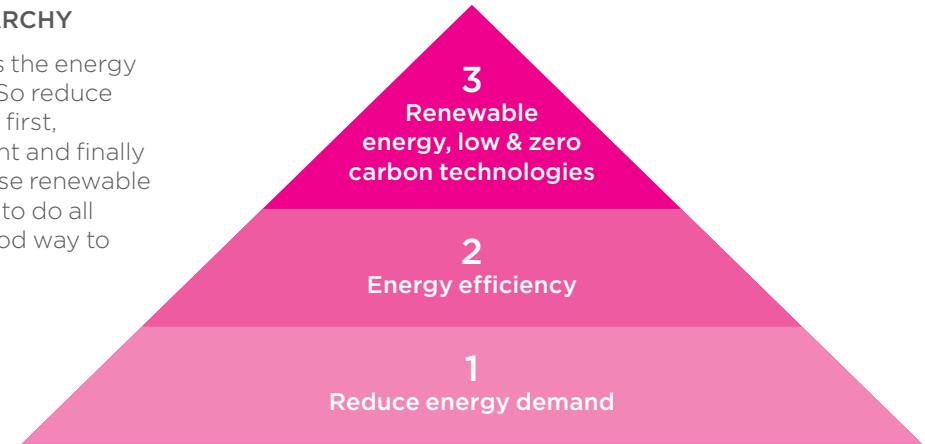 ARCHY
s the energy
So reduce
first,
nt and finally
se renewable
to do all
od way to
3
Renewable
energy, low & zero
carbon technologies
2
Energy efficiency
1
Reduce energy demand